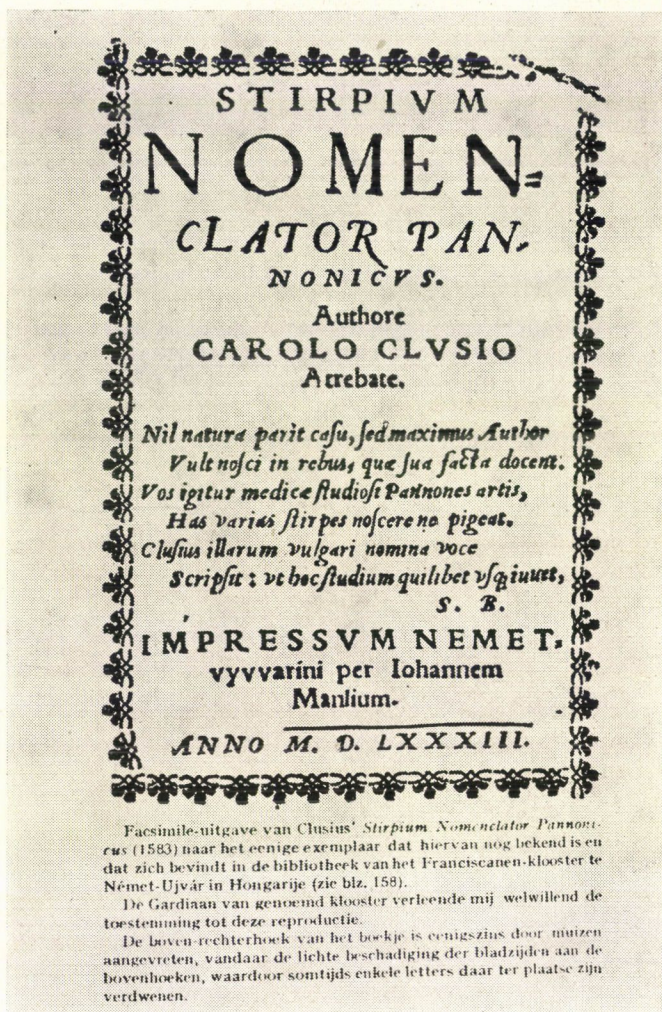 STIRPIVM
NOMEN=
CLATOR PAN,
NONICVS.
Authore
CAROLO CLVSIO
Atrebate.
Nil natura parit casu, sed maximus Author
Vult nosci in rebus, quæ sua facta docent.
Vos igitur medicæ studiosi Pannones artis,
Has varias stirpes noscere no pigeat.
Clusius illarum vulgari nomina voce
Scripsit: vt hoc studium quilibet vsq; iuuet,
S. B.
IMPRESSVM NEMET.
vyvvarini per Iohannem
Manlium.
ANNO M. D. LXXXIII.
Facsimile-uitgave van Clusius' Stirpium Nomenclator Pannoni-
cus (1583) naar het eenige exemplaar dat hiervan nog bekend is en
dat zich bevindt in de bibliotheek van het Franciscanen-klooster te
Német-Ujvár in Hongarije (zie blz. 158).
De Gardiaan van genoemd klooster verleende mij welwillend de
toestemming tot deze reproductie.
De boven-rechterhoek van het boekje is eenigszins door muizen
aangevreten, vandaar de lichte beschadiging der bladzijden aan de
bovenhoeken, waardoor somtijds enkele letters daar ter plaatse zijn
verdwenen.